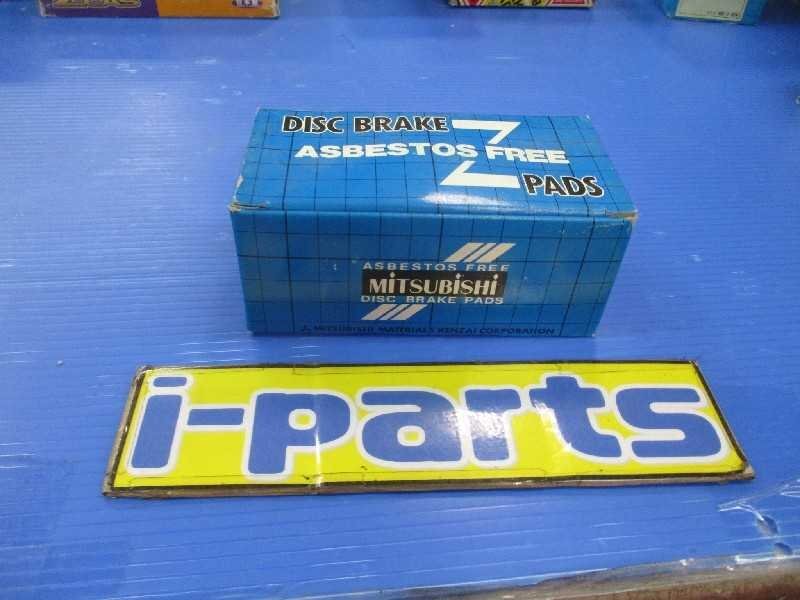 DISC BRAKE
ASBESTOS FREE
PADS
ASBESTOS FREE
MITSUBISHI
DISC BRAKE PADS
MITSUBISHI MATERIALS KENZAI CORPORATION
i-parts